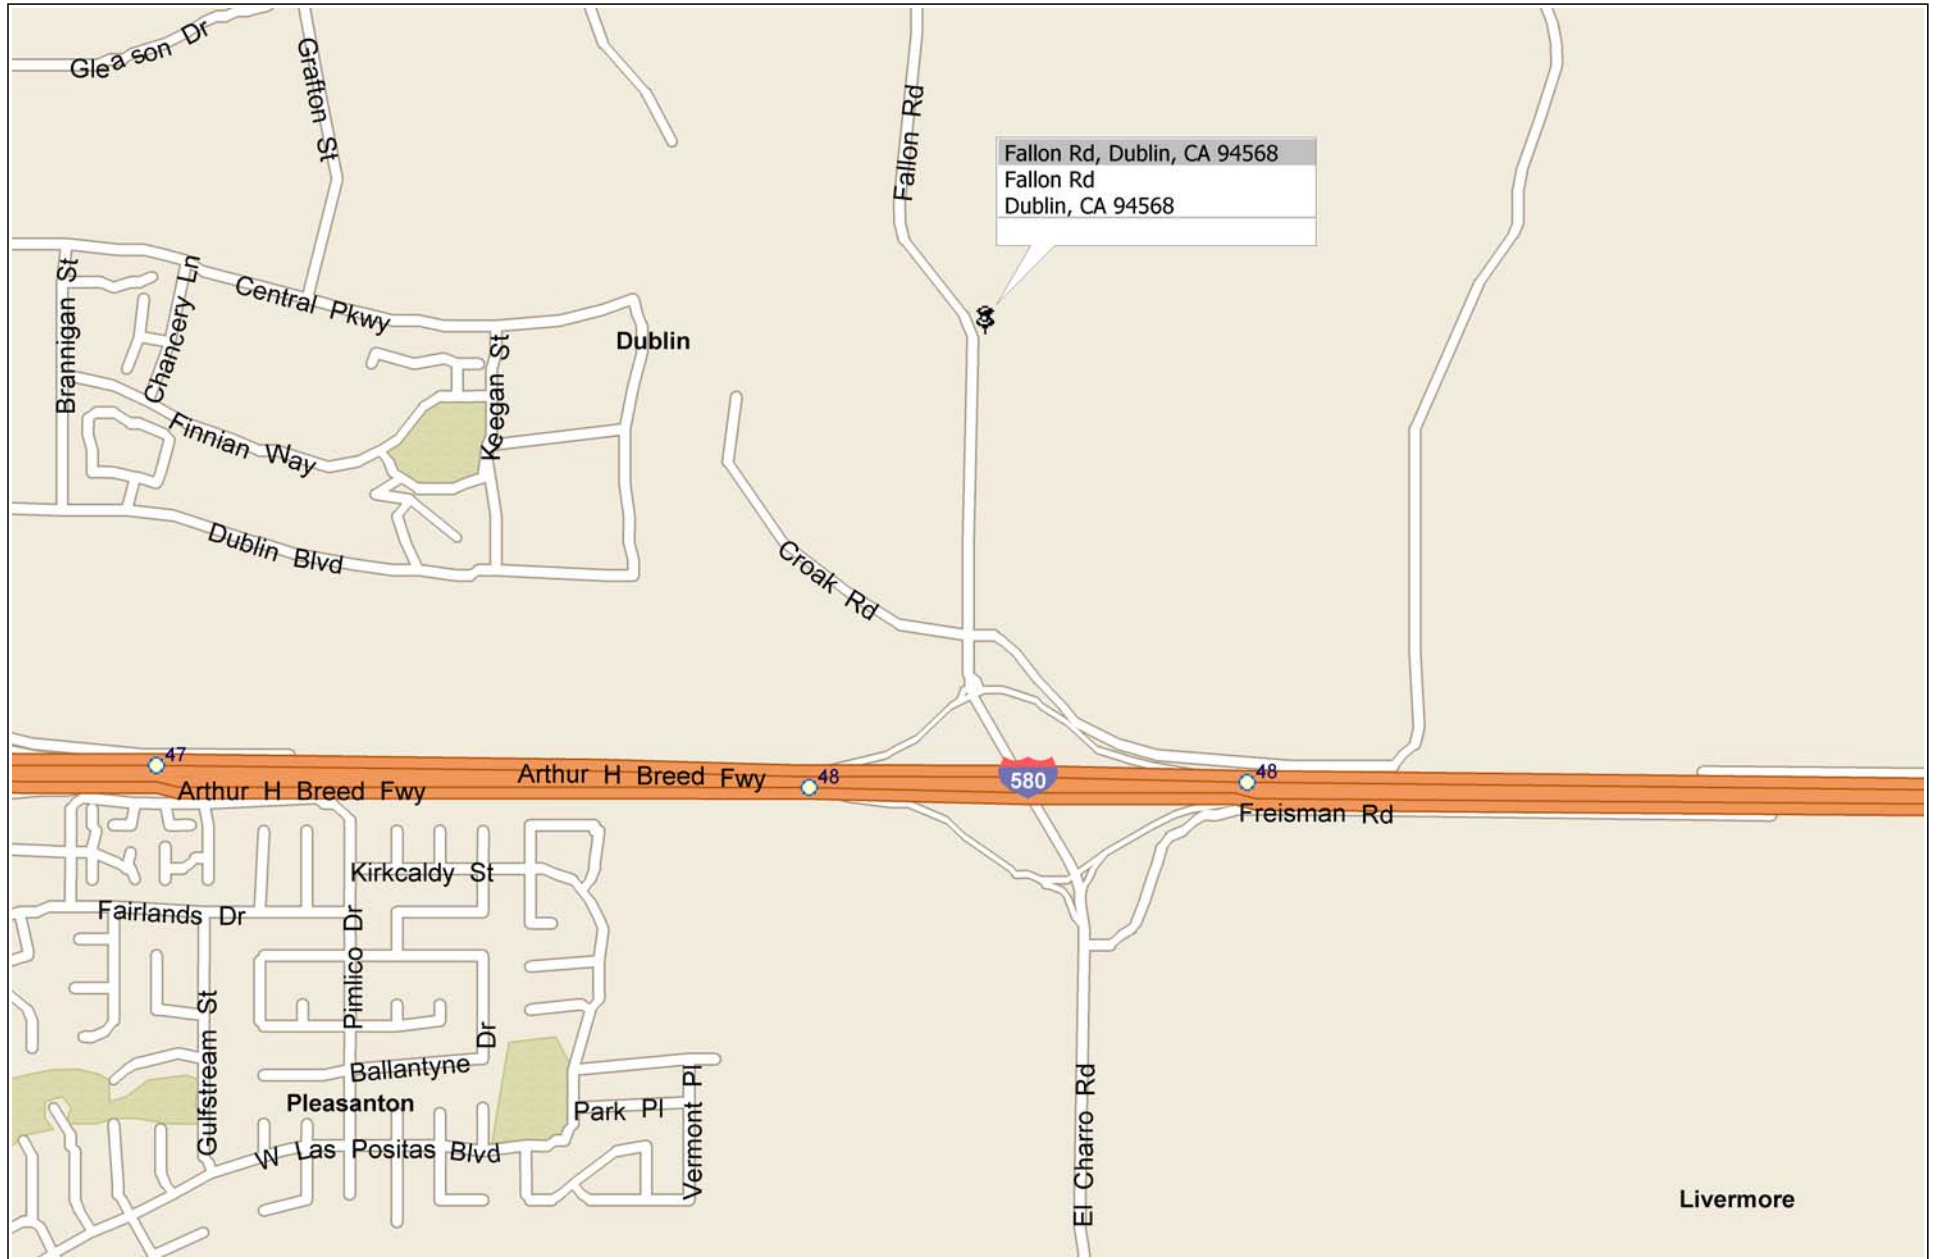 Gleason Dr
Grafton St
Fallon Rd
Fallon Rd, Dublin, CA 94568
Fallon Rd
Dublin, CA 94568
Brannigan St
Chancery Ln
Central Pkwy
Keegan St
Dublin
Finnian Way
Dublin Blvd
Croak Rd
47
Arthur H Breed Fwy
Arthur H Breed Fwy
48
580
48
Freisman Rd
Kirkcaldy St
Fairlands Dr
Pimlico Dr
Gulfstream St
Ballantyne Dr
Pleasanton
W Las Positas Blvd
Park Pl
Vermont Pl
El Charro Rd
Livermore